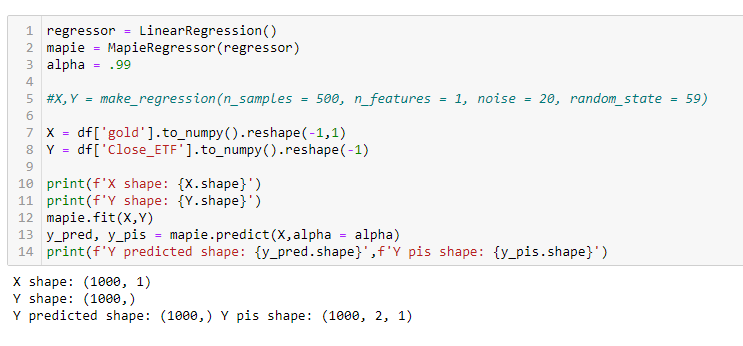 1 regressor = LinearRegression()
2 mapie = MapieRegressor(regressor)
3 alpha = .99
4
5 #X,Y = make_regression(n_samples = 500, n_features = 1, noise = 20, random_state = 59)
6
7 X = df['gold'].to_numpy().reshape(-1,1)
8 Y = df['Close_ETF'].to_numpy().reshape(-1)
9
10 print(f'X shape: {X.shape}')
11 print(f'Y shape: {Y.shape}')
12 mapie.fit(X,Y)
13 y_pred, y_pis = mapie.predict(X,alpha = alpha)
14 print(f'Y predicted shape: {y_pred.shape}',f'Y pis shape: {y_pis.shape}')
X shape: (1000, 1)
Y shape: (1000,)
Y predicted shape: (1000,) Y pis shape: (1000, 2, 1)